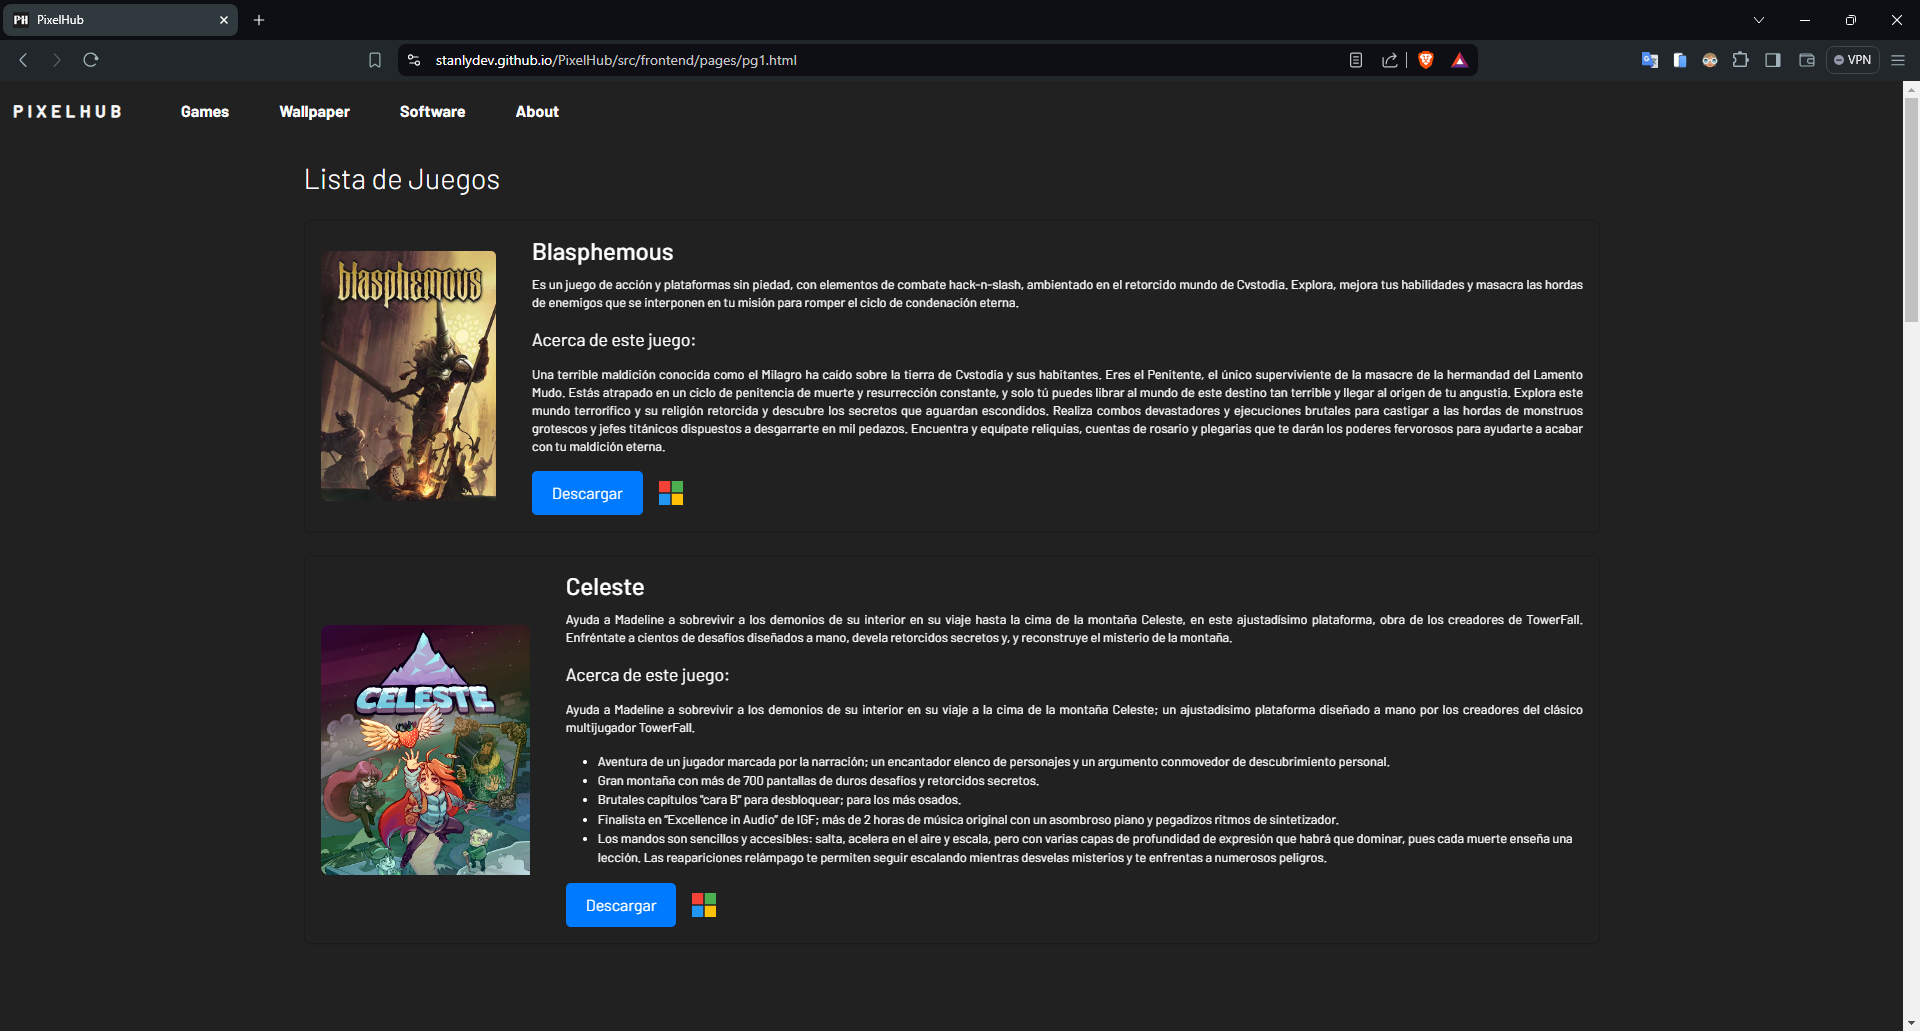 PH PixelHub
stanlydev.github.io/PixelHub/src/frontend/pages/pg1.html
VPN
PIXELHUB Games Wallpaper Software About
Lista de Juegos
blasphemous
Blasphemous
Es un juego de acción y plataformas sin piedad, con elementos de combate hack-n-slash, ambientado en el retorcido mundo de Cvstodia. Explora, mejora tus habilidades y masacra las hordas
de enemigos que se interponen en tu misión para romper el ciclo de condenación eterna.
Acerca de este juego:
Una terrible maldición conocida como el Milagro ha caído sobre la tierra de Cvstodia y sus habitantes. Eres el Penitente, el único superviviente de la masacre de la hermandad del Lamento
Mudo. Estás atrapado en un ciclo de penitencia de muerte y resurrección constante, y solo tú puedes librar al mundo de este destino tan terrible y llegar al origen de tu angustia. Explora este
mundo terrorífico y su religión retorcida y descubre los secretos que aguardan escondidos. Realiza combos devastadores y ejecuciones brutales para castigar a las hordas de monstruos
grotescos y jefes titánicos dispuestos a desgarrarte en mil pedazos. Encuentra y equípate reliquias, cuentas de rosario y plegarias que te darán los poderes fervorosos para ayudarte a acabar
con tu maldición eterna.
Descargar
CELESTE
Celeste
Ayuda a Madeline a sobrevivir a los demonios de su interior en su viaje hasta la cima de la montaña Celeste, en este ajustadísimo plataforma, obra de los creadores de TowerFall.
Enfréntate a cientos de desafíos diseñados a mano, devela retorcidos secretos y, y reconstruye el misterio de la montaña.
Acerca de este juego:
Ayuda a Madeline a sobrevivir a los demonios de su interior en su viaje a la cima de la montaña Celeste; un ajustadísimo plataforma diseñado a mano por los creadores del clásico
multijugador TowerFall.
• Aventura de un jugador marcada por la narración; un encantador elenco de personajes y un argumento conmovedor de descubrimiento personal.
• Gran montaña con más de 700 pantallas de duros desafíos y retorcidos secretos.
• Brutales capítulos "cara B" para desbloquear; para los más osados.
• Finalista en “Excellence in Audio” de IGF; más de 2 horas de música original con un asombroso piano y pegadizos ritmos de sintetizador.
• Los mandos son sencillos y accesibles: salta, acelera en el aire y escala, pero con varias capas de profundidad de expresión que habrá que dominar, pues cada muerte enseña una
lección. Las reapariciones relámpago te permiten seguir escalando mientras desvelas misterios y te enfrentas a numerosos peligros.
Descargar